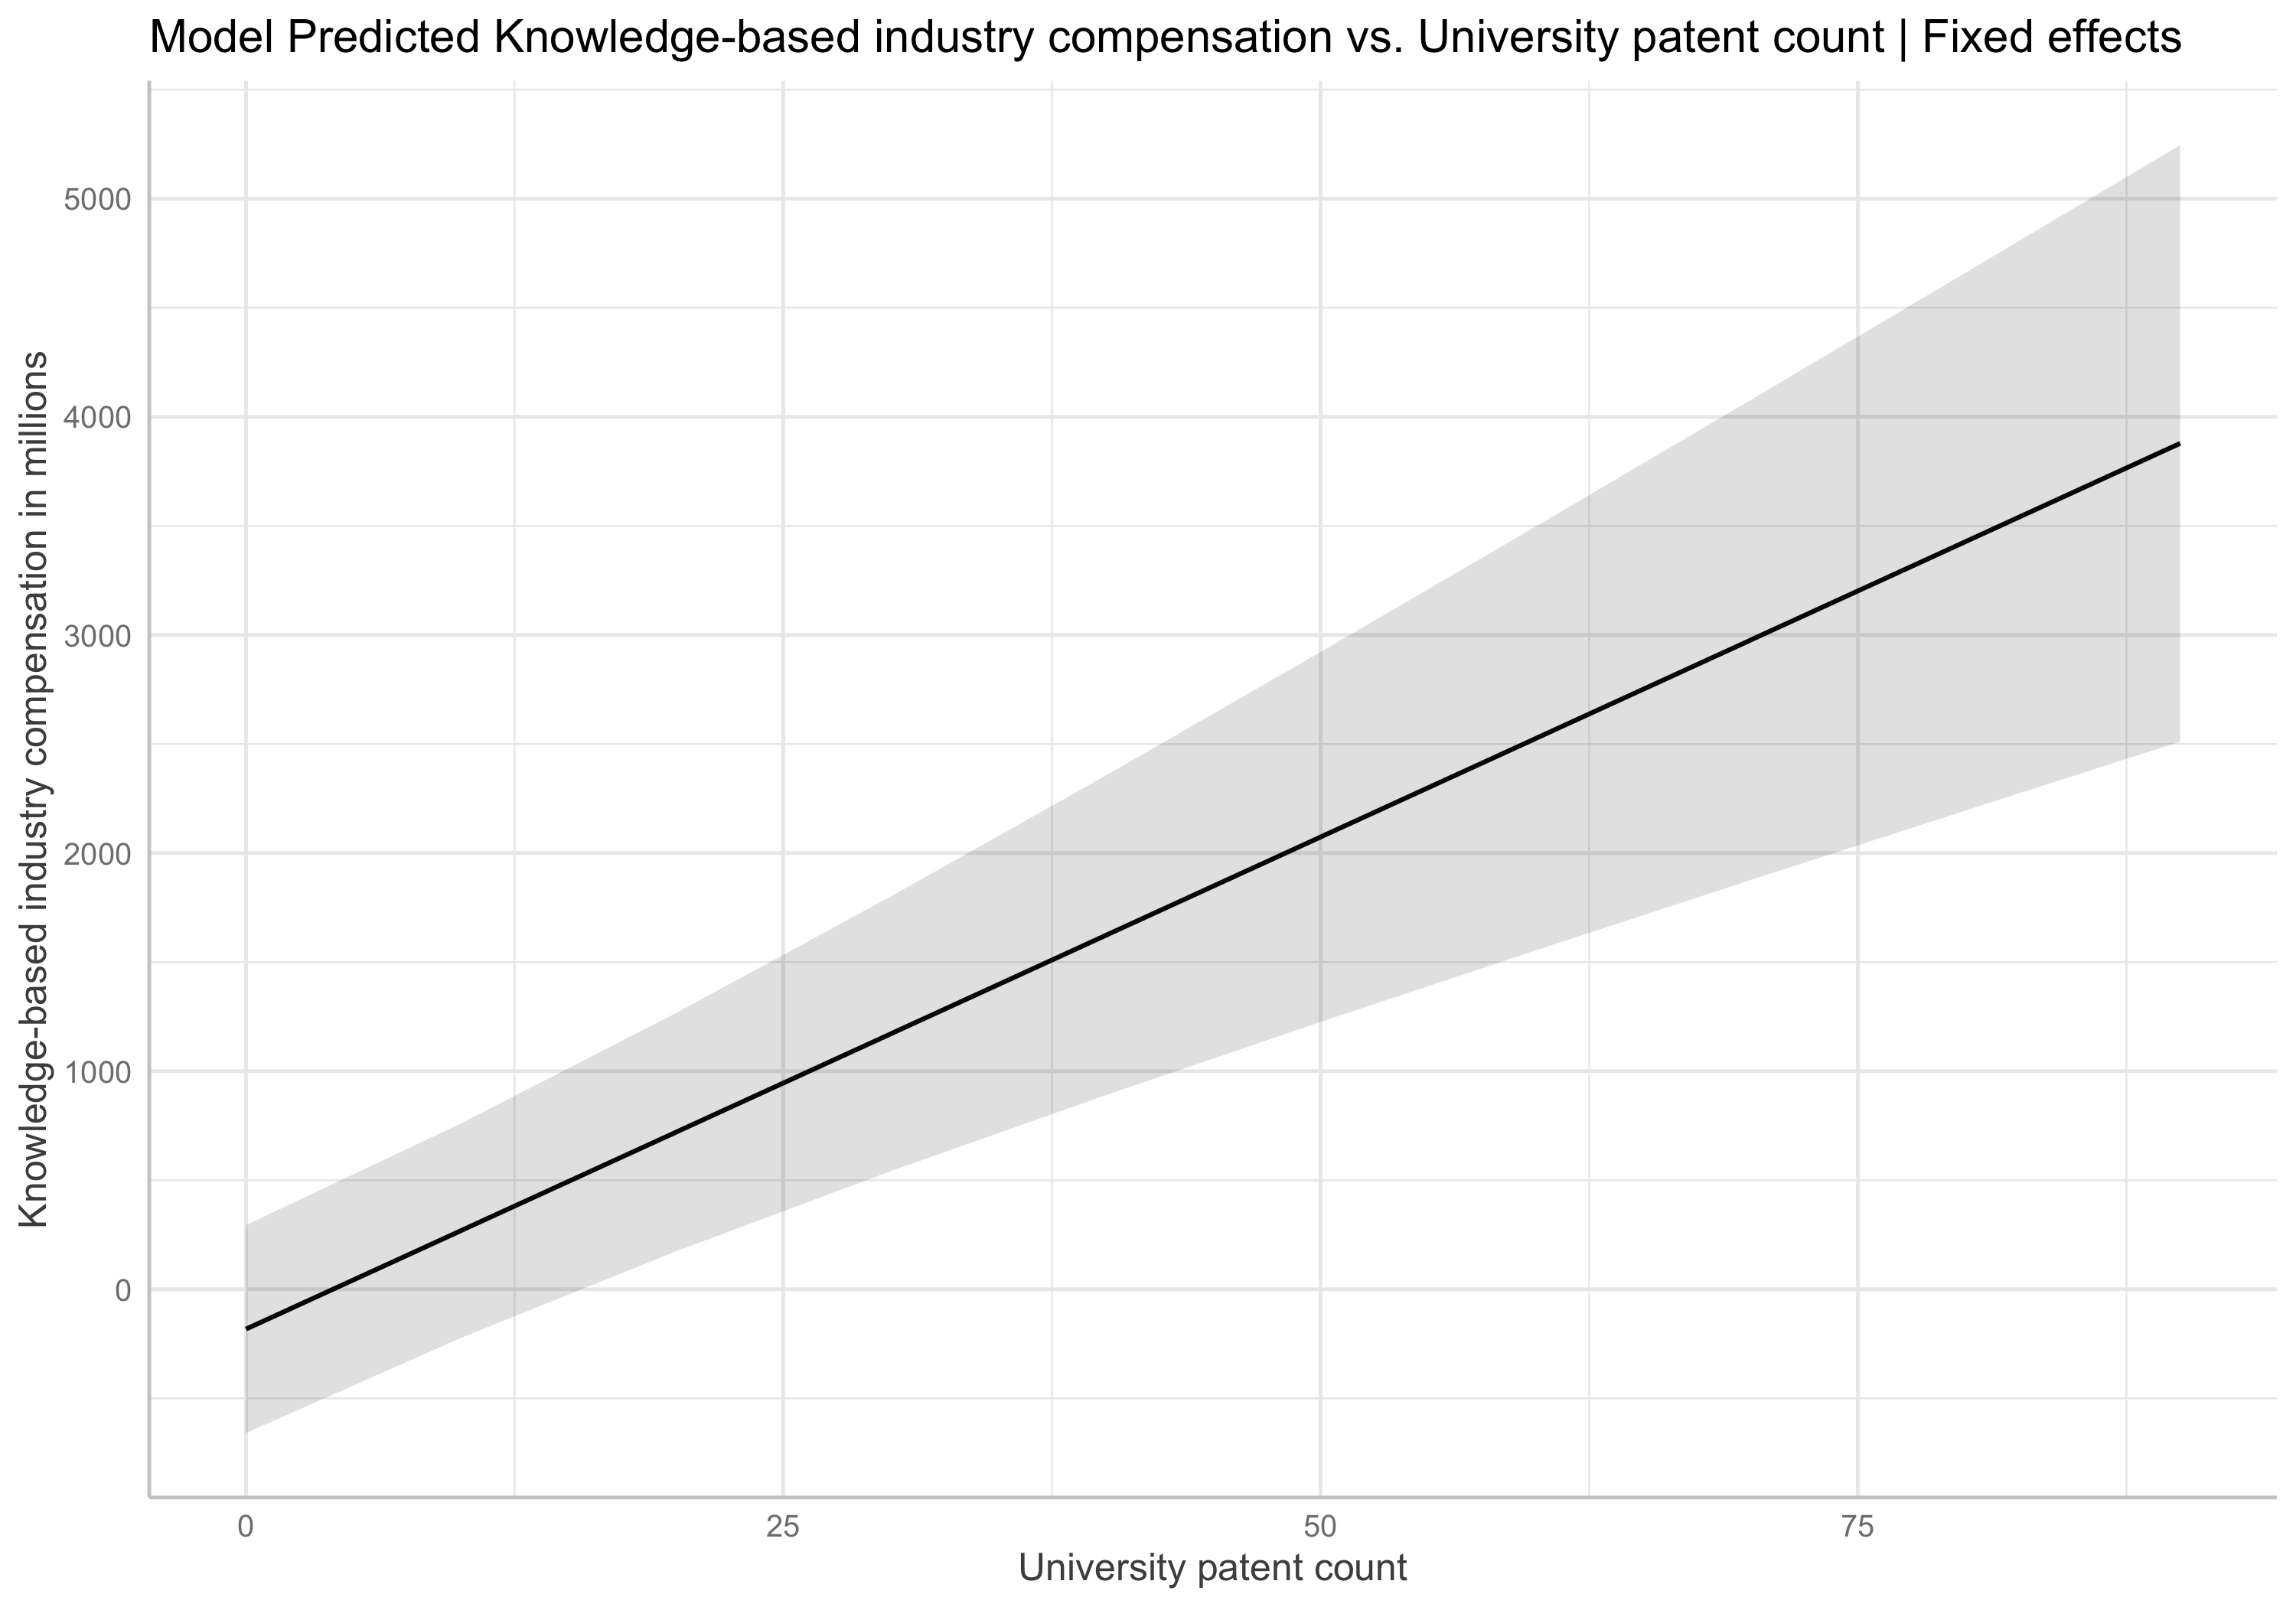 Model Predicted Knowledge-based industry compensation vs. University patent count | Fixed effects
Knowledge-based industry compensation in millions
5000
4000
3000
2000
1000
0
0 25 50 75
University patent count